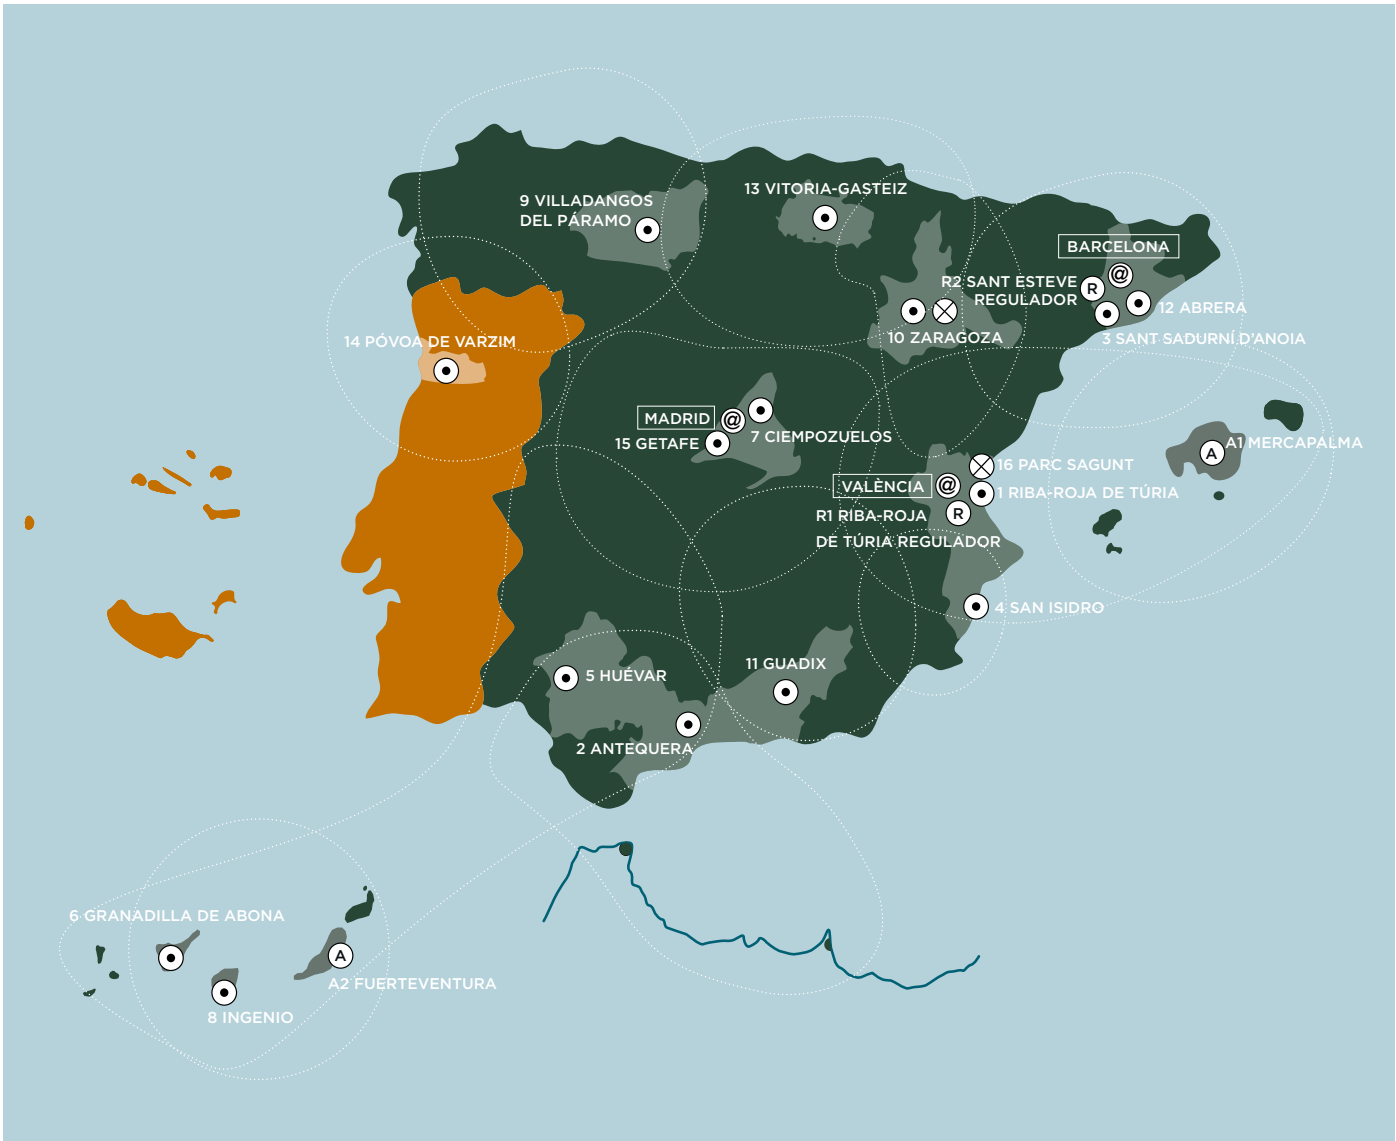 9 VILLADANGOS
DEL PÁRAMO
13 VITORIA-GASTEIZ
BARCELONA
@
R2 SANT ESTEVE
REGULADOR
R
12 ABRERA
10 ZARAGOZA
3 SANT SADURNÍ D'ANOIA
14 PÓVOA DE VARZIM
MADRID
@
7 CIEMPOZUELOS
15 GETAFE
A
A1 MERCAPALMA
16 PARC SAGUNT
VALÈNCIA
@
1 RIBA-ROJA DE TÚRIA
R1 RIBA-ROJA
DE TÚRIA REGULADOR
R
4 SAN ISIDRO
5 HUÉVAR
11 GUADIX
2 ANTEQUERA
6 GRANADILLA DE ABONA
A
A2 FUERTEVENTURA
8 INGENIO